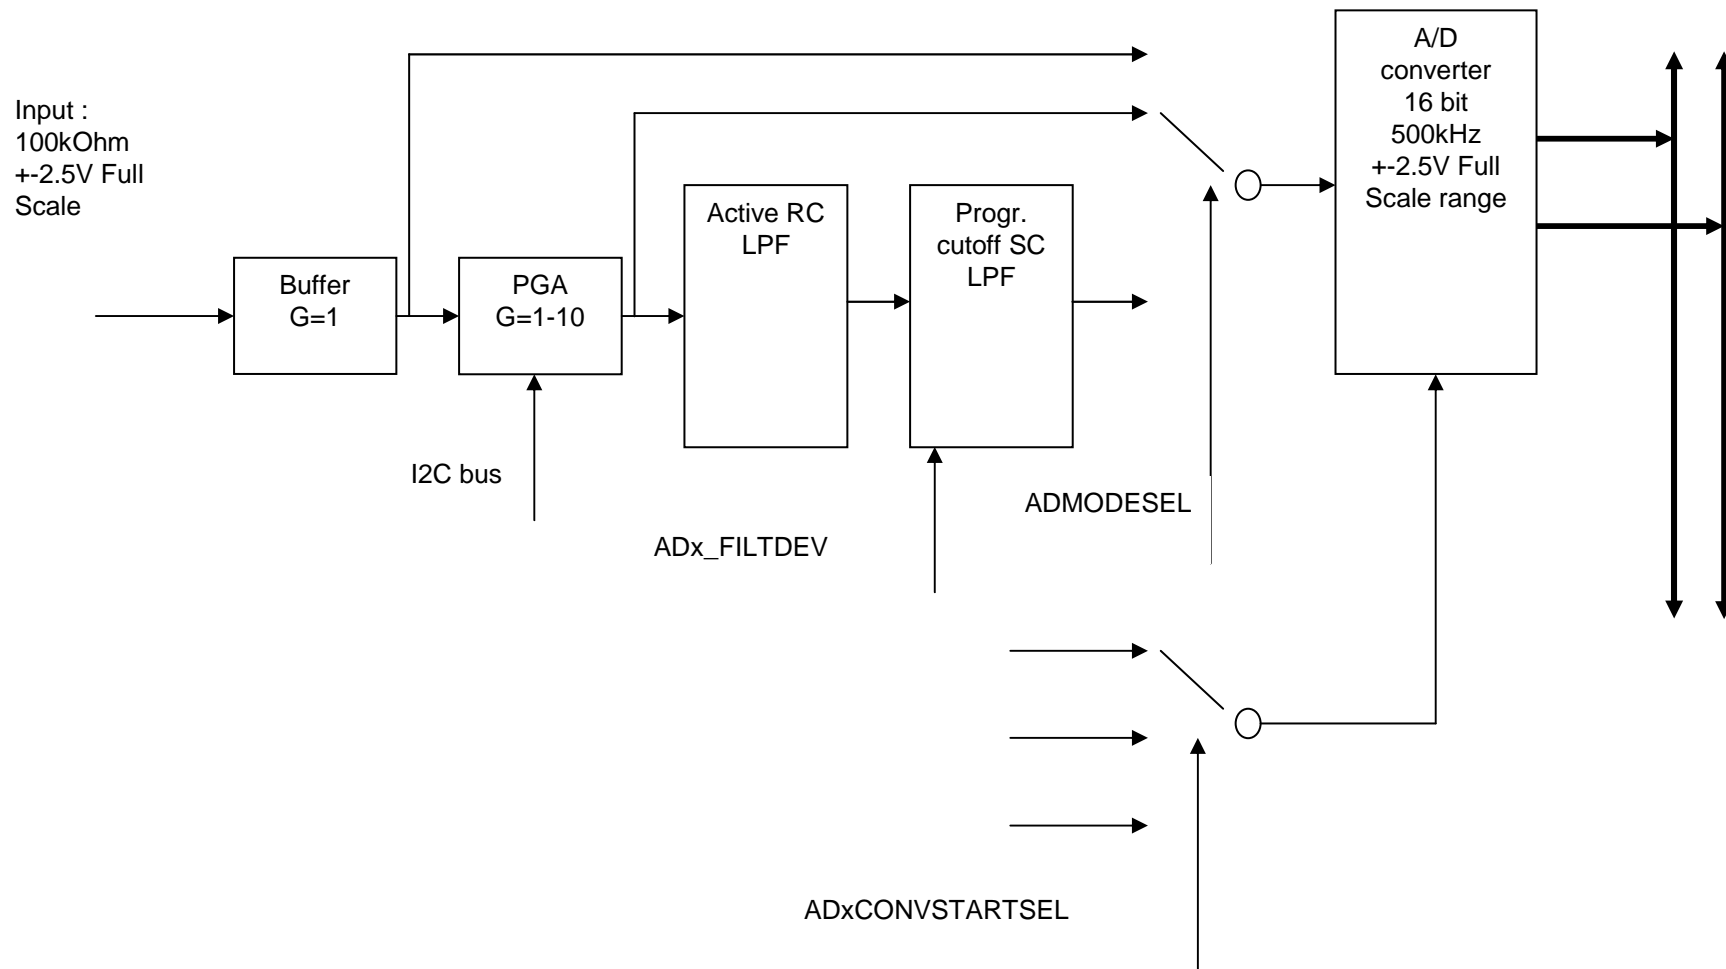 A/D
converter
16 bit
500kHz
+-2.5V Full
Scale range
Input :
100kOhm
+-2.5V Full
Scale
Active RC
LPF
Progr.
cutoff SC
LPF
Buffer
G=1
PGA
G=1-10
I2C bus
ADMODESEL
ADx_FILTDEV
ADxCONVSTARTSEL